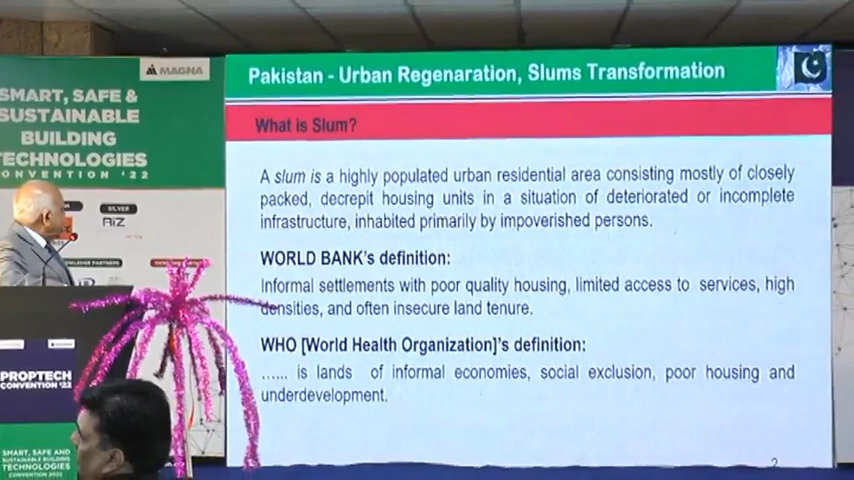 MAGNA
SMART, SAFE &
SUSTAINABLE
BUILDING
TECHNOLOGIES
CONVENTION '22
SILVER
AiZ
PROPTECH
CONVENTION '22
SMART, SAFE AND
SUSTAINABLE BUILDING
TECHNOLOGIES
CONVENTION 2022
Pakistan - Urban Regenaration, Slums Transformation
What is Slum?
A slum is a highly populated urban residential area consisting mostly of closely
packed, decrepit housing units in a situation of deteriorated or incomplete
infrastructure, inhabited primarily by impoverished persons.
WORLD BANK's definition:
Informal settlements with poor quality housing, limited access to services, high
densities, and often insecure land tenure.
WHO [World Health Organization]'s definition:
…... is lands of informal economies, social exclusion, poor housing and
underdevelopment.
2